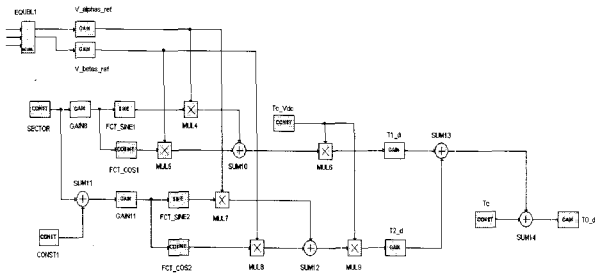 EQUBL1
V_alphas_ref
GAIN
GAIN
V_betas_ref
Tc_Vdc
CONST
GAIN
SINE
CONST
SECTOR
GAIN8
FCT_SINE1
MUL4
T1_d
SUM13
COSINE
GAIN
FCT_COS1
MUL5
SUM10
MUL6
SUM11
GAIN
SINE
GAIN11
FCT_SINE2
MUL7
Tc
CONST
GAIN
T0_d
SUM14
CONST
CONST1
T2_d
COSINE
GAIN
FCT_COS2
MUL8
SUM12
MUL9